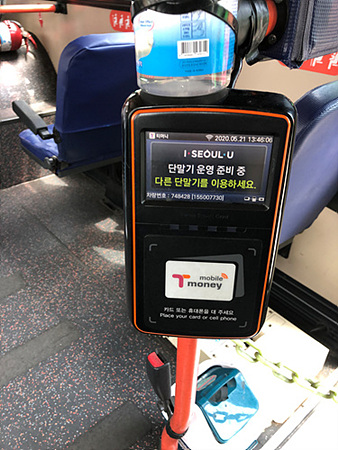 티머니 2020.05.21 13:46:06
I·SEOUL·U
단말기 운영 준비 중
다른 단말기를 이용하세요.
차량번호 : 748428 [155007730]
mobile
T money
카드 또는 휴대폰을 대 주세요
Place your card or cell phone